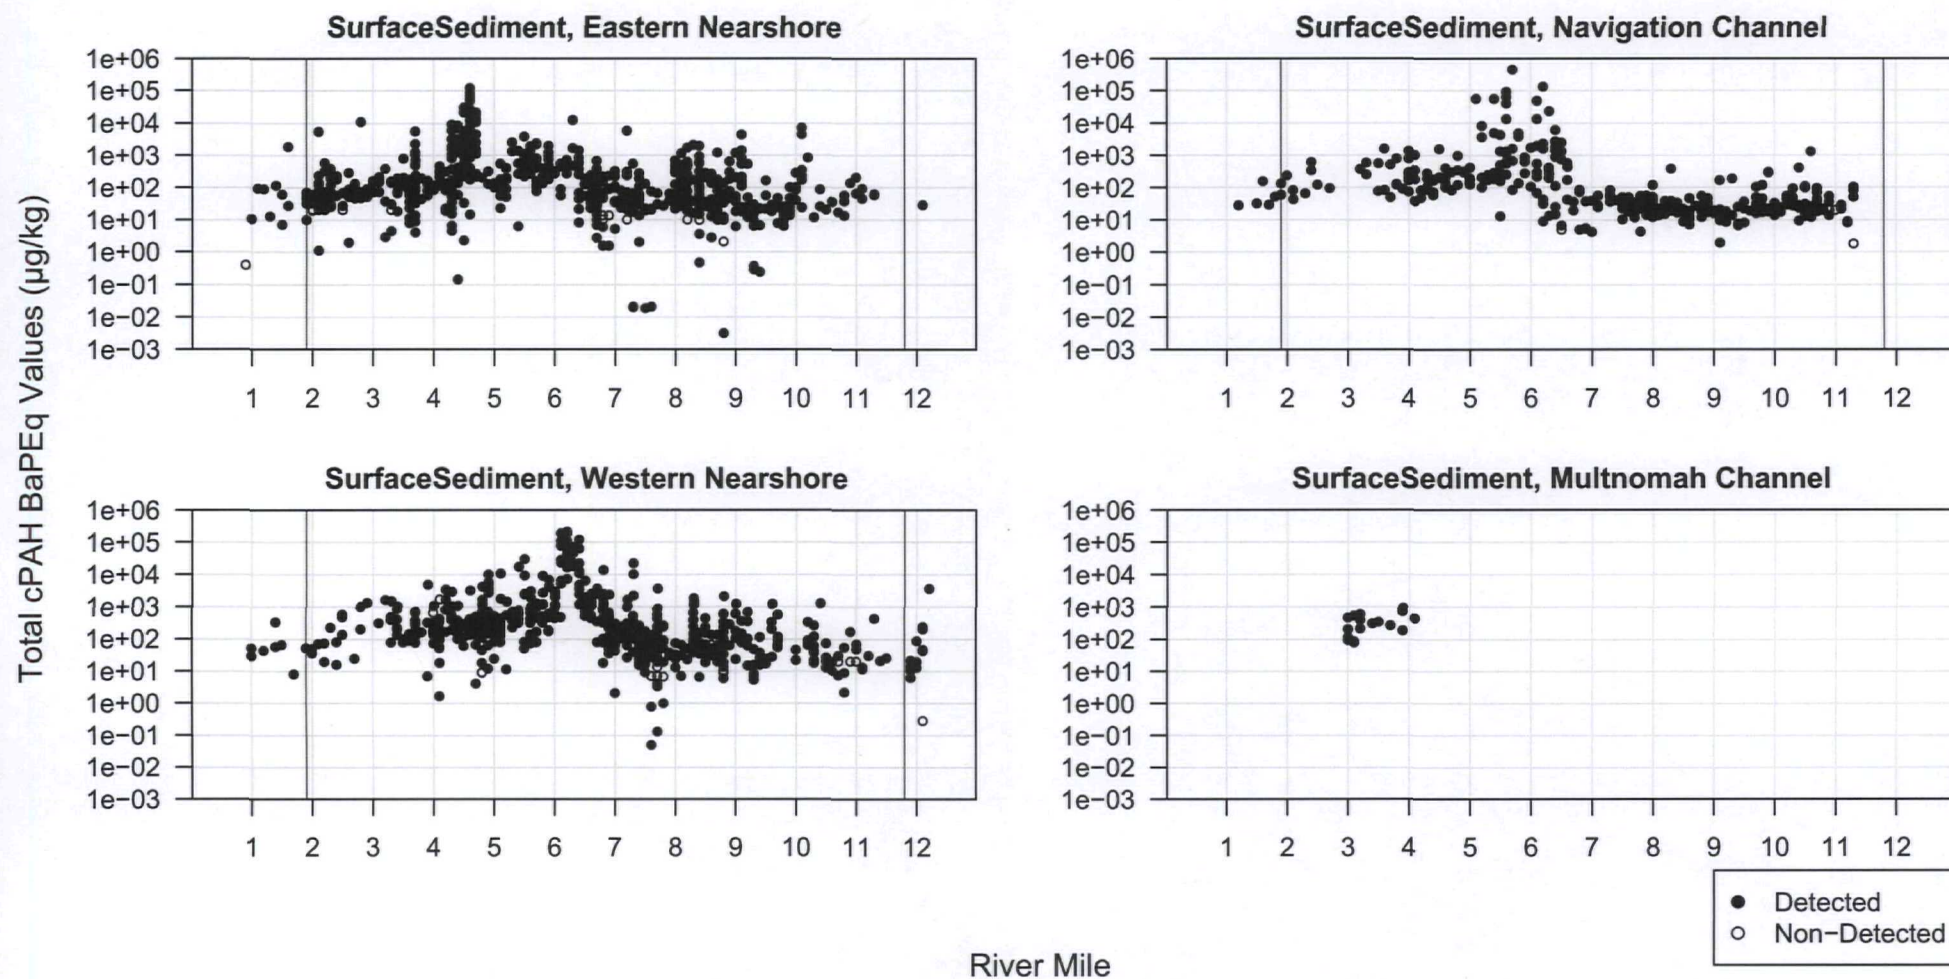 Total cPAH BaPEq Values (µg/kg)
SurfaceSediment, Eastern Nearshore
1e+06
1e+05
1e+04
1e+03
1e+02
1e+01
1e+00
1e−01
1e−02
1e−03
1 2 3 4 5 6 7 8 9 10 11 12
SurfaceSediment, Navigation Channel
1e+06
1e+05
1e+04
1e+03
1e+02
1e+01
1e+00
1e−01
1e−02
1e−03
1 2 3 4 5 6 7 8 9 10 11 12
SurfaceSediment, Western Nearshore
1e+06
1e+05
1e+04
1e+03
1e+02
1e+01
1e+00
1e−01
1e−02
1e−03
1 2 3 4 5 6 7 8 9 10 11 12
SurfaceSediment, Multnomah Channel
1e+06
1e+05
1e+04
1e+03
1e+02
1e+01
1e+00
1e−01
1e−02
1e−03
1 2 3 4 5 6 7 8 9 10 11 12
Detected
Non−Detected
River Mile